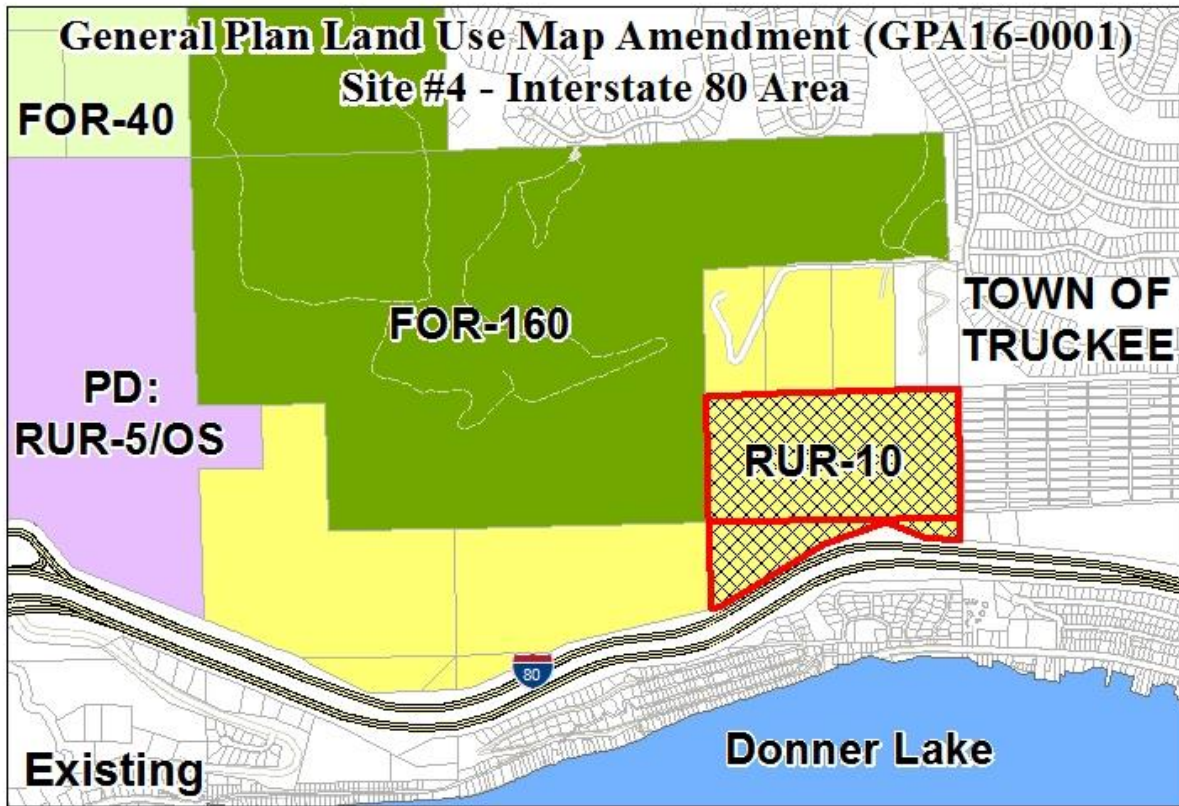 General Plan Land Use Map Amendment (GPA16-0001)
Site #4 - Interstate 80 Area
FOR-40
FOR-160
TOWN OF
TRUCKEE
PD:
RUR-5/OS
RUR-10
80
Donner Lake
Existing